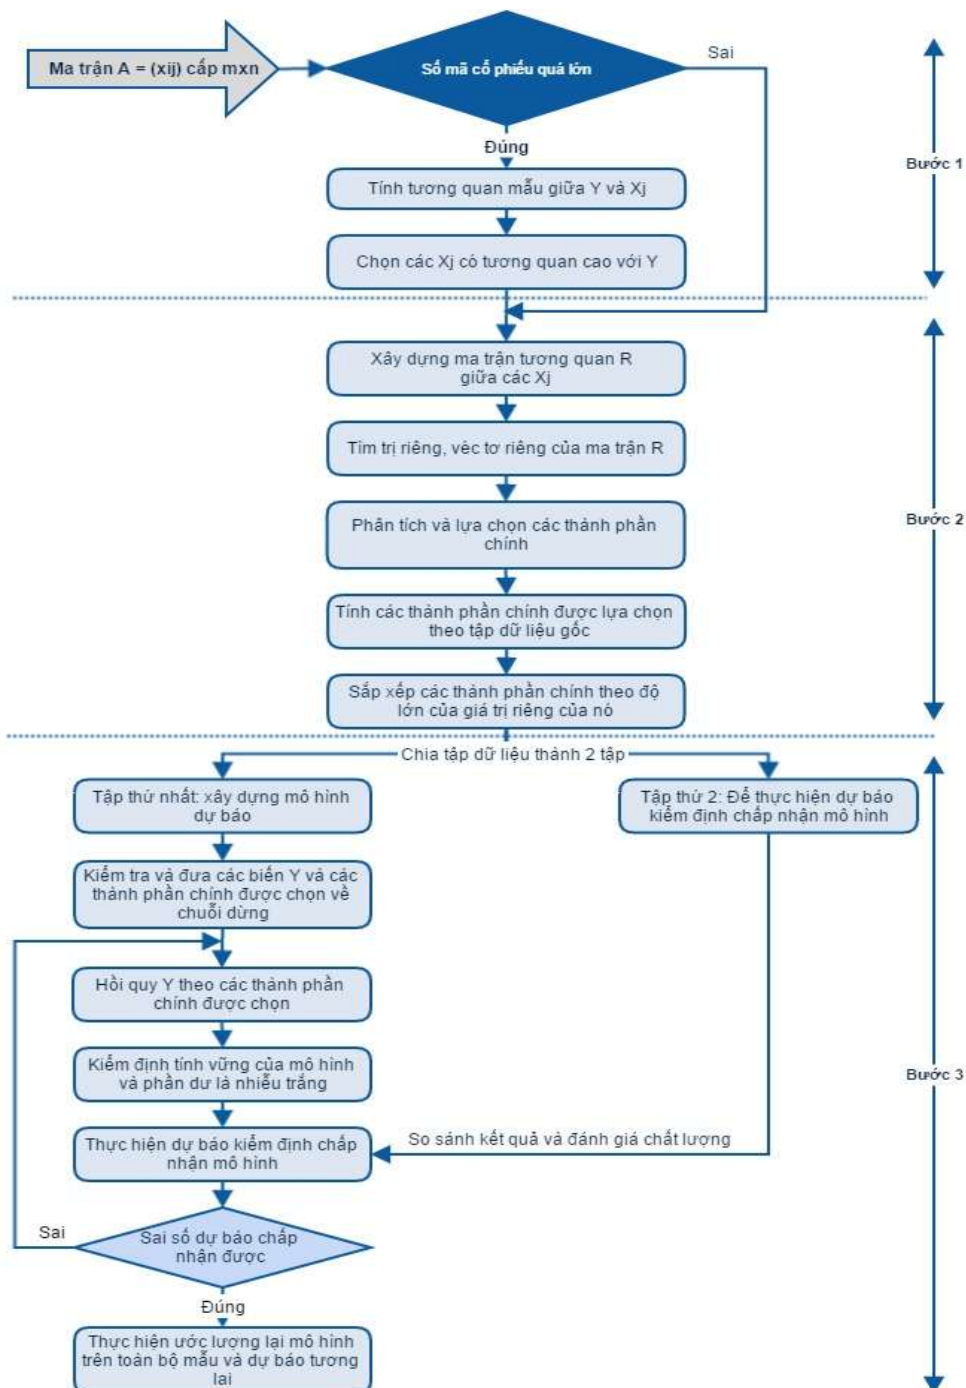 Ma trận A = (xij) cấp mxn
Số mã cổ phiếu quá lớn
Sai
Đúng
Tính tương quan mẫu giữa Y và Xj
Chọn các Xj có tương quan cao với Y
Bước 1
Xây dựng ma trận tương quan R
giữa các Xj
Tìm trị riêng, véc tơ riêng của ma trận R
Phân tích và lựa chọn các thành phần
chính
Tính các thành phần chính được lựa chọn
theo tập dữ liệu gốc
Sắp xếp các thành phần chính theo độ
lớn của giá trị riêng của nó
Bước 2
Chia tập dữ liệu thành 2 tập
Tập thứ nhất: xây dựng mô hình
dự báo
Tập thứ 2: Để thực hiện dự báo
kiểm định chấp nhận mô hình
Kiểm tra và đưa các biến Y và các
thành phần chính được chọn về
chuỗi dừng
Hồi quy Y theo các thành phần
chính được chọn
Kiểm định tính vững của mô hình
và phần dư là nhiễu trắng
Thực hiện dự báo kiểm định chấp
nhận mô hình
So sánh kết quả và đánh giá chất lượng
Sai số dự báo chấp
nhận được
Sai
Đúng
Thực hiện ước lượng lại mô hình
trên toàn bộ mẫu và dự báo tương
lai
Bước 3